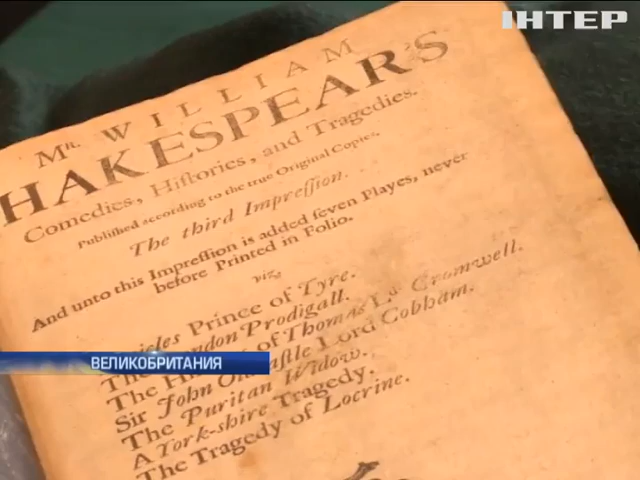 ІНТЕР
Mr. WILLIAM
HAKESPEAR'S
Comedies, Hiſtories, and Tragedies.
Publiſhed according to the true Original Copies.
The third Impreſſion.
And unto this Impreſſion is added ſeven Playes, never
before Printed in Folio.
viz.
Prince of Tyre.
The Prodigall.
The of Thomas Ld Cromwell.
Sir John Lord Cobham.
The Puritan Widow.
A York-shire Tragedy.
The Tragedy of Locrine.
ВЕЛИКОБРИТАНИЯ